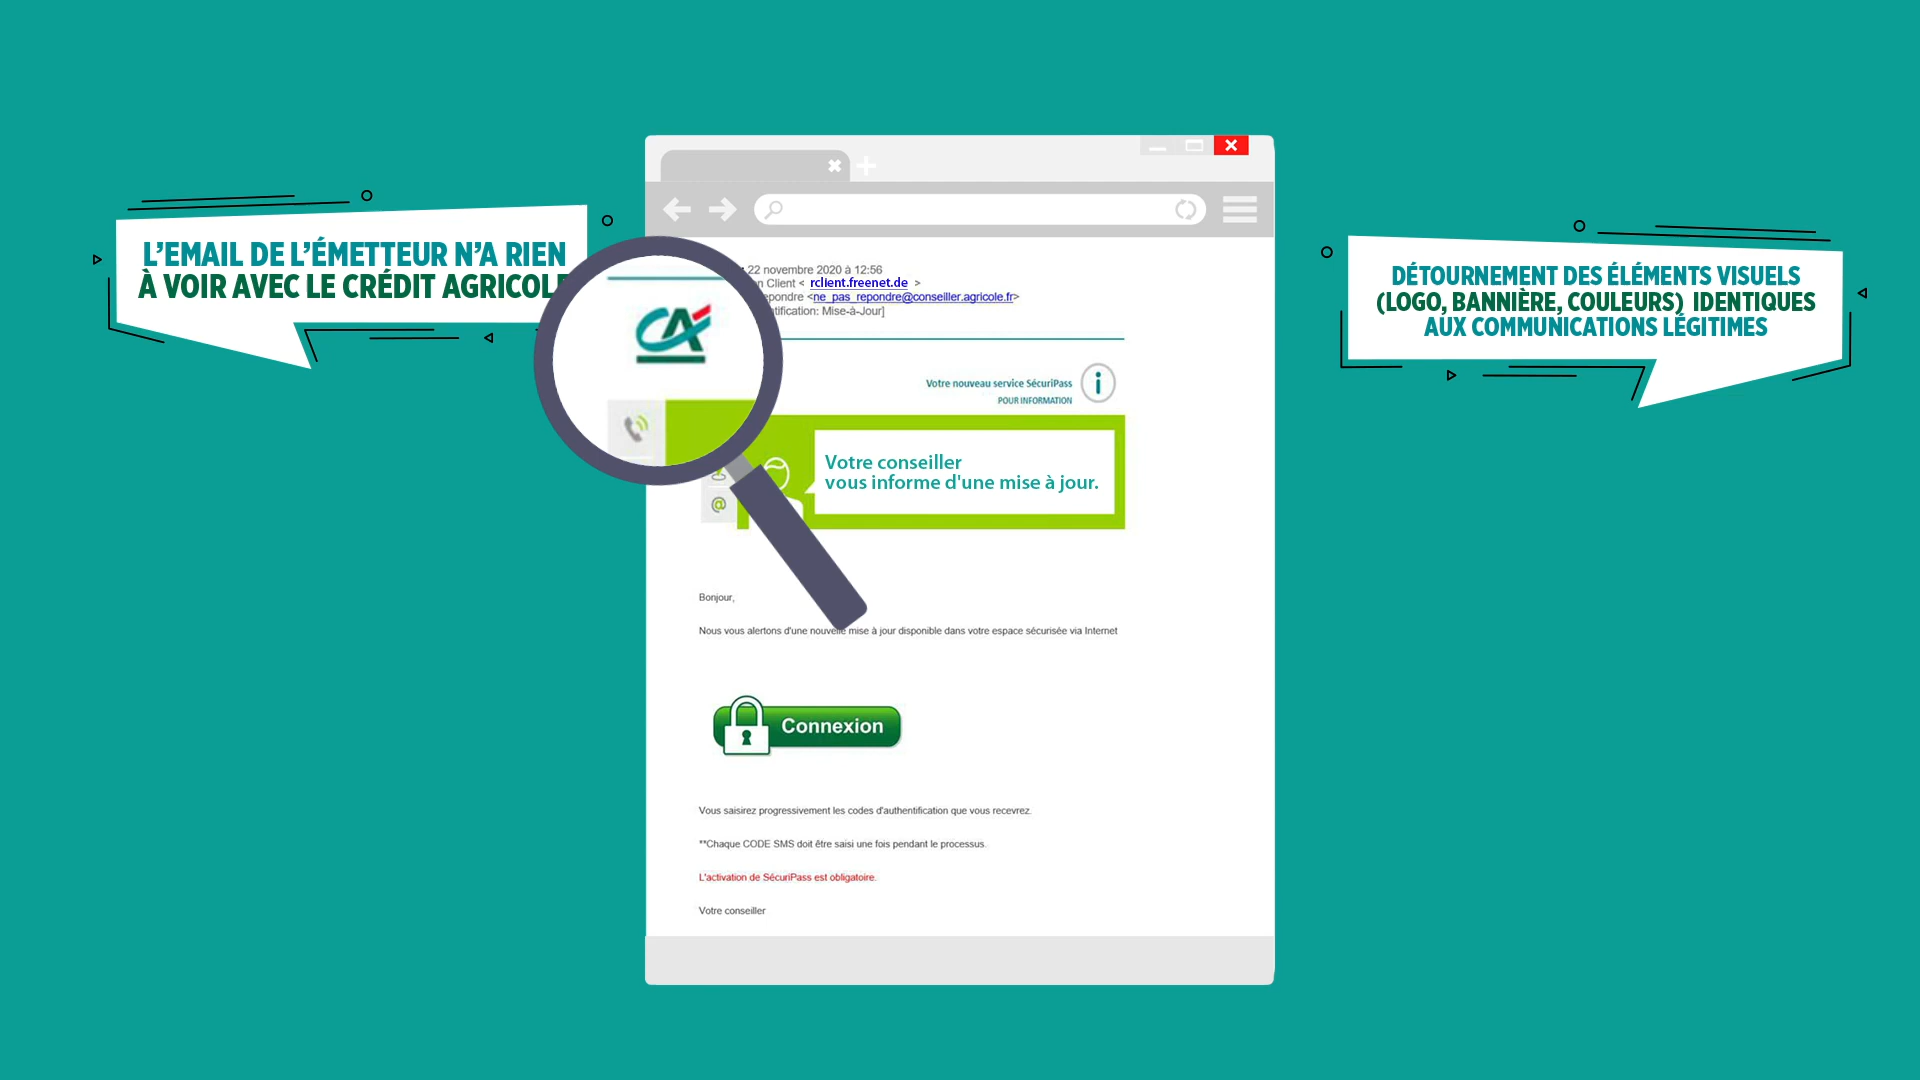 L'EMAIL DE L'ÉMETTEUR N'A RIEN
À VOIR AVEC LE CRÉDIT AGRICOLE
DÉTOURNEMENT DES ÉLÉMENTS VISUELS
(LOGO, BANNIÈRE, COULEURS) IDENTIQUES
AUX COMMUNICATIONS LÉGITIMES
22 novembre 2020 à 12:56
n Client < rclient.freenet.de >
epondre <ne_pas_repondre@conseiller.agricole.fr>
tification: Mise-à-Jour]
CA
Votre nouveau service SécuriPass
POUR INFORMATION
i
Votre conseiller
vous informe d'une mise à jour.
@
Bonjour,
Nous vous alertons d'une nouvelle mise à jour disponible dans votre espace sécurisée via Internet
Connexion
Vous saisirez progressivement les codes d'authentification que vous recevrez.
**Chaque CODE SMS doit être saisi une fois pendant le processus.
L'activation de SécuriPass est obligatoire.
Votre conseiller